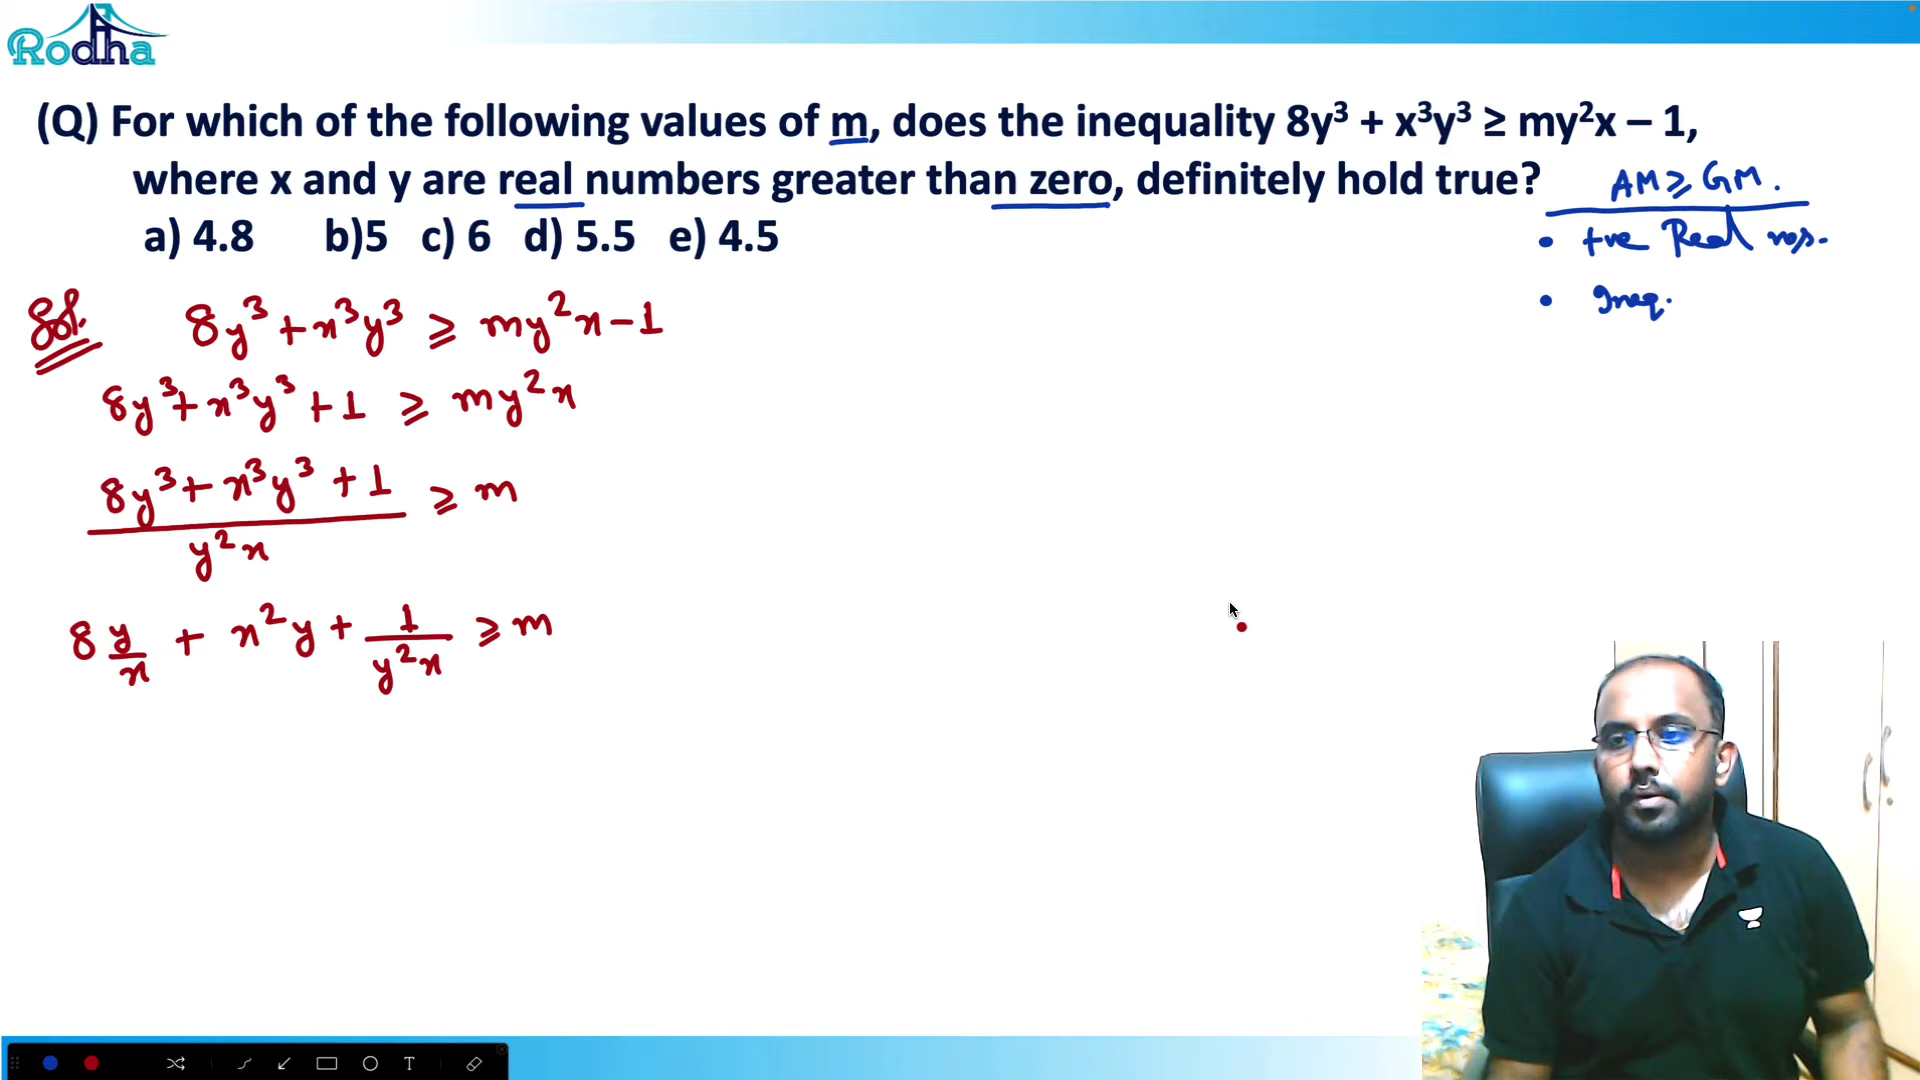 Rodha
(Q) For which of the following values of m, does the inequality 8y³ + x³y³ ≥ my²x – 1,
where x and y are real numbers greater than zero, definitely hold true?
a) 4.8 b)5 c) 6 d) 5.5 e) 4.5
AM ≥ GM.
• +ve Real nos.
• Ineq.
Sol.
8y³ + x³y³ ≥ my²x − 1
8y³ + x³y³ + 1 ≥ my²x
(8y³ + x³y³ + 1) / (y²x) ≥ m
8 y/x + x²y + 1/(y²x) ≥ m
T